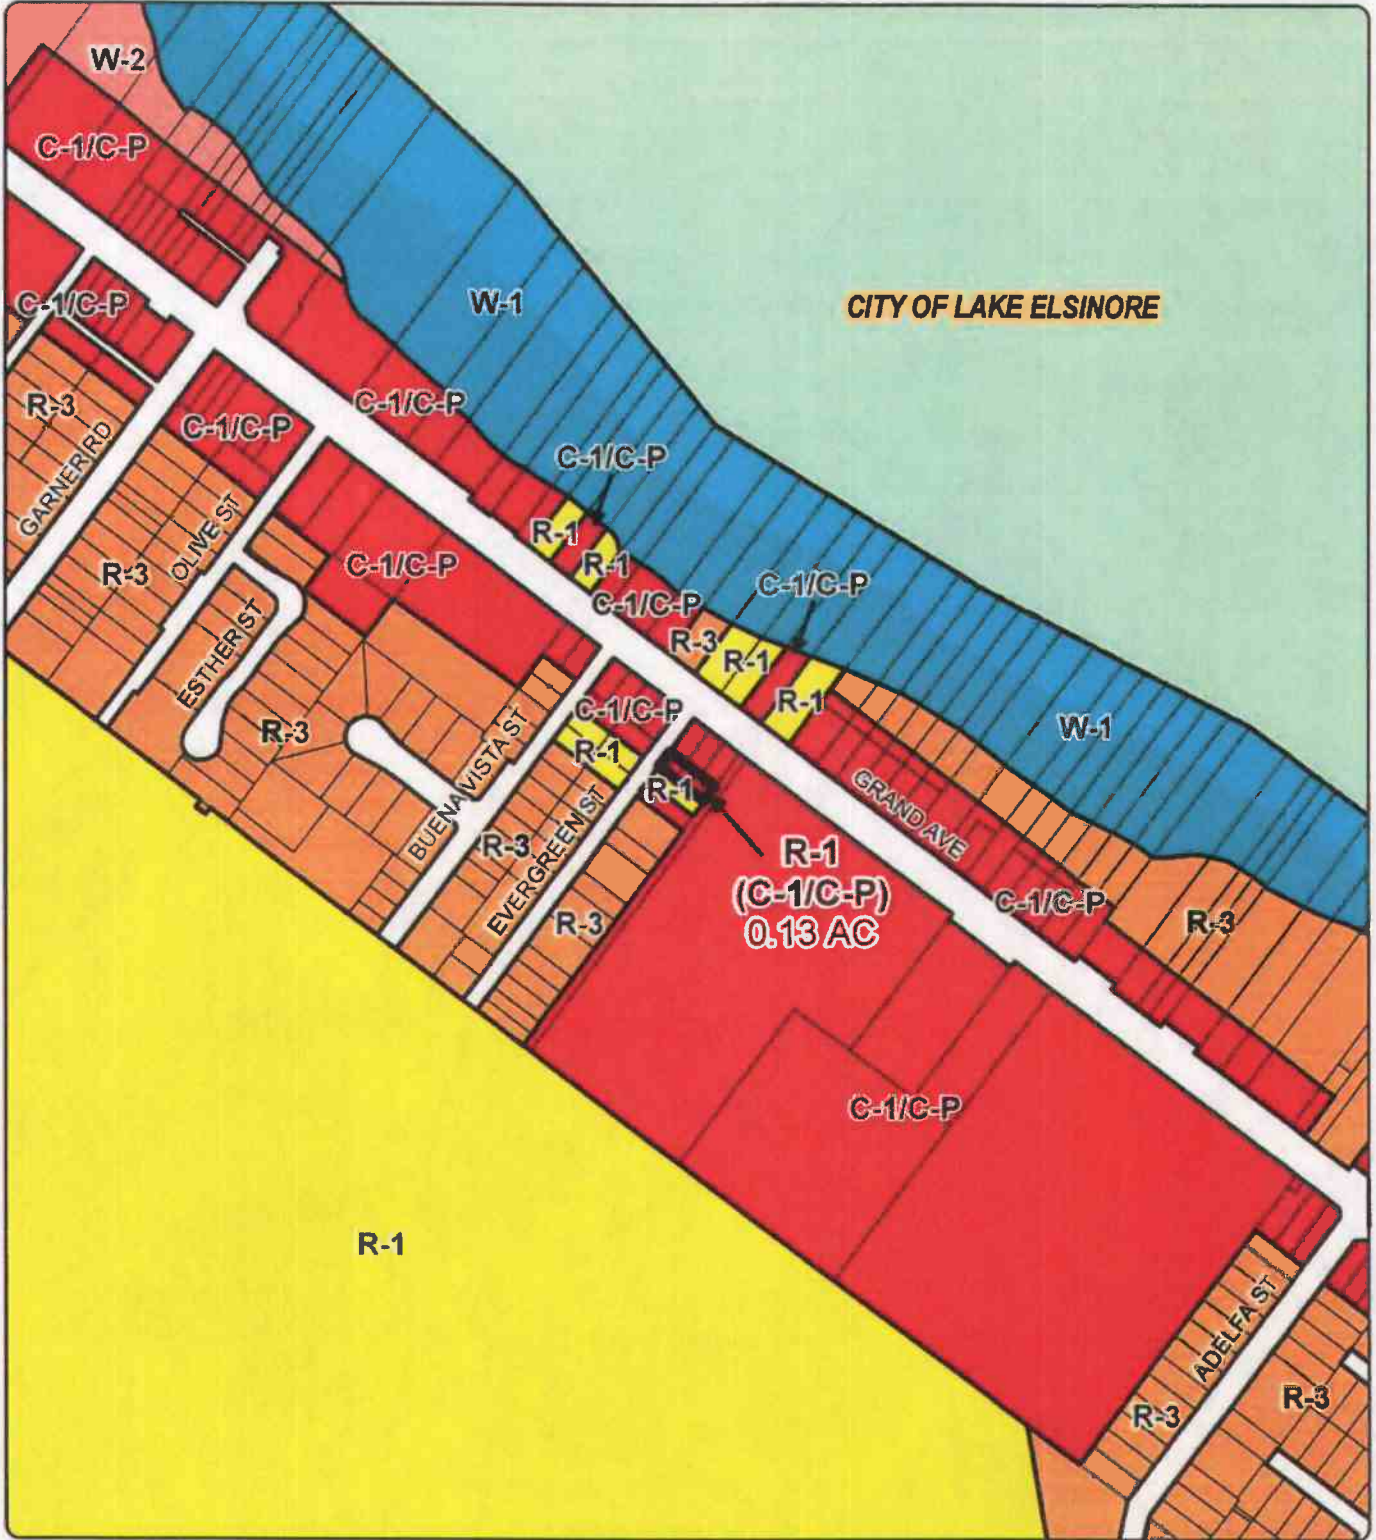 W-2
C-1/C-P
W-1
CITY OF LAKE ELSINORE
C-1/C-P
R-3
C-1/C-P
C-1/C-P
GARNER RD
C-1/C-P
R-1
R-1
OLIVE ST
R-3
C-1/C-P
C-1/C-P
C-1/C-P
R-3
R-1
R-1
ESTHER ST
R-3
C-1/C-P
R-1
BUENA VISTA ST
W-1
R-1
GRAND AVE
R-3
EVERGREEN ST
R-1
(C-1/C-P)
0.13 AC
C-1/C-P
R-3
R-3
C-1/C-P
R-1
ADELFA ST
R-3
R-3